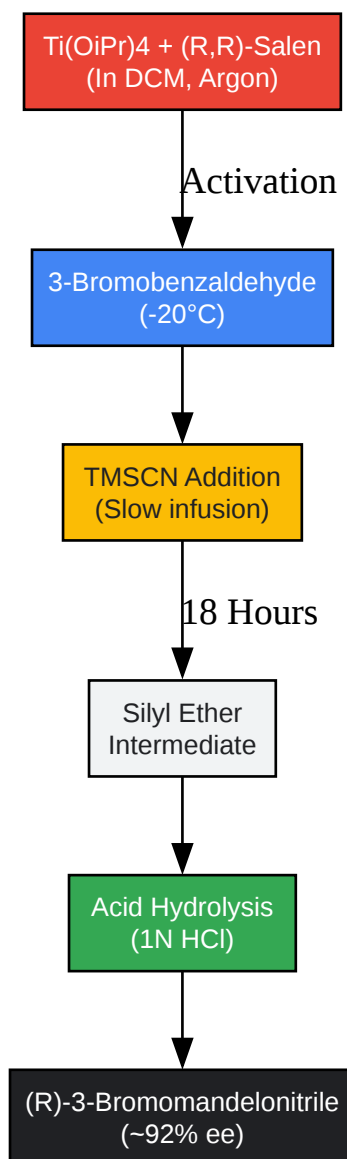 Ti(OiPr)4 + (R,R)-Salen
(In DCM, Argon)
Activation
3-Bromobenzaldehyde
(-20°C)
TMSCN Addition
(Slow infusion)
18 Hours
Silyl Ether
Intermediate
Acid Hydrolysis
(1N HCl)
(R)-3-Bromomandelonitrile
(~92% ee)